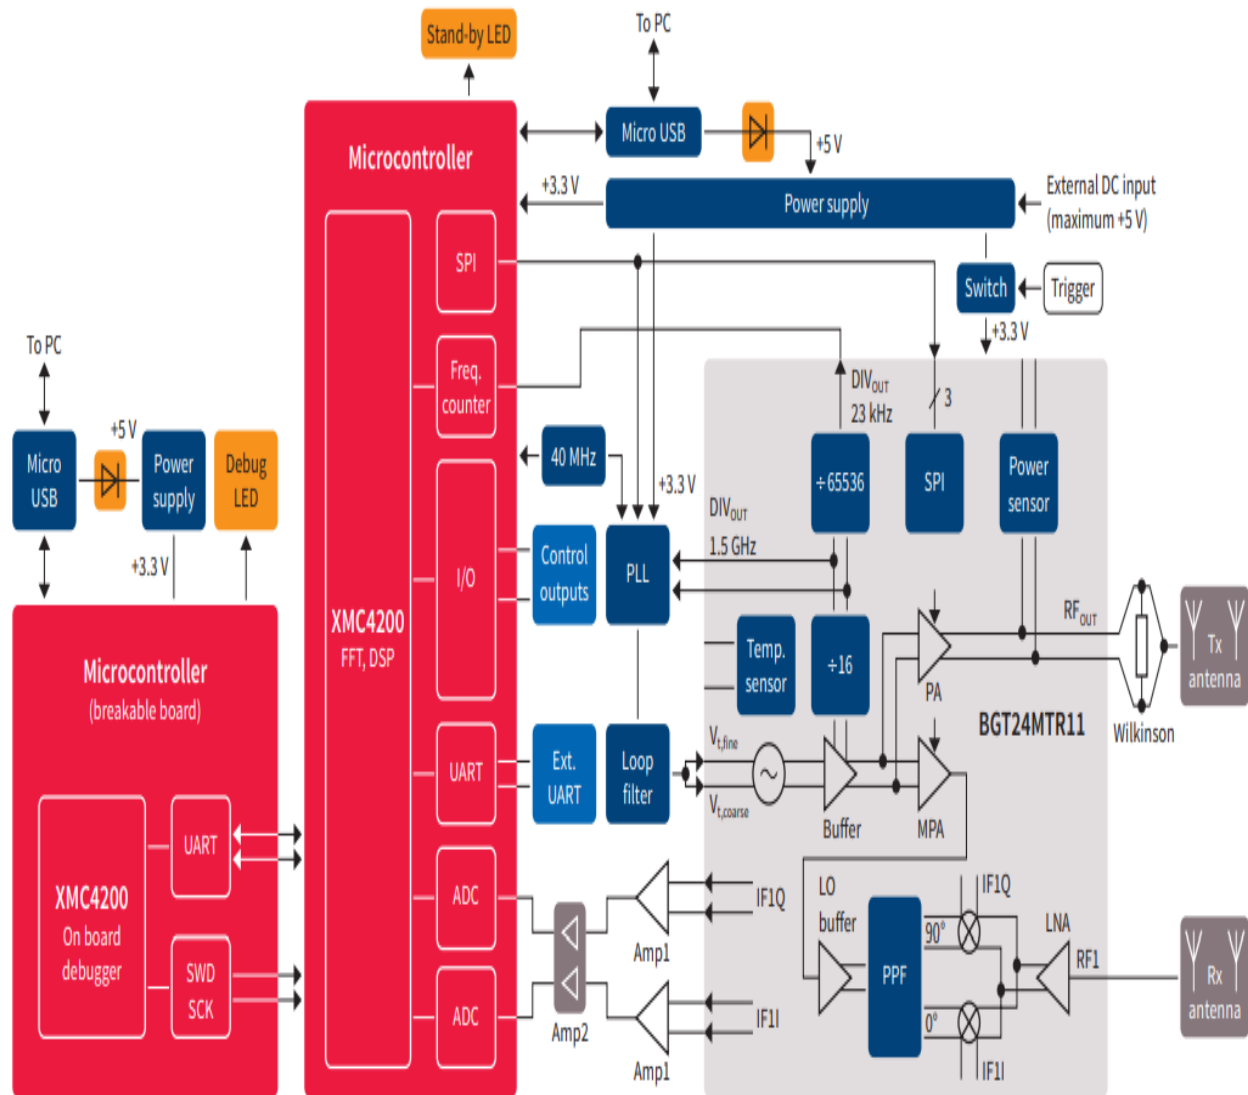 To PC
Stand-by LED
Micro USB
+5 V
Microcontroller
+3.3 V
Power supply
External DC input
(maximum +5 V)
SPI
Switch
Trigger
+3.3 V
To PC
Freq.
counter
DIV_OUT
23 kHz
3
+5 V
Micro
USB
Power
supply
Debug
LED
40 MHz
+3.3 V
÷65536
SPI
Power
sensor
DIV_OUT
1.5 GHz
+3.3 V
Control
outputs
PLL
I/O
XMC4200
FFT, DSP
Temp.
sensor
÷16
PA
RF_OUT
Tx
antenna
Wilkinson
BGT24MTR11
Microcontroller
(breakable board)
UART
Ext.
UART
Loop
filter
V_t,fine
V_t,coarse
Buffer
MPA
UART
XMC4200
On board
debugger
SWD
SCK
ADC
ADC
Amp2
Amp1
Amp1
IF1Q
IF1I
LO
buffer
PPF
90°
0°
IF1Q
IF1I
LNA
RF1
Rx
antenna